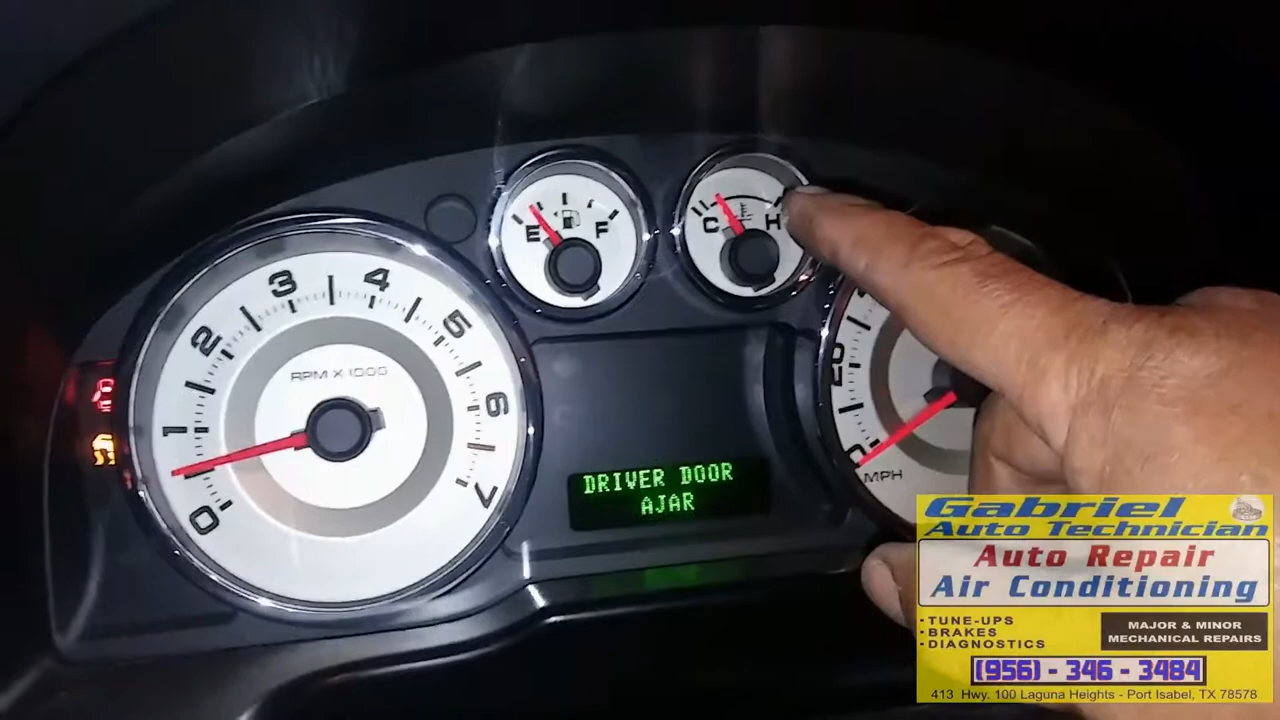 E
F
C
H
0
1
2
3
4
5
6
7
RPM X 1000
DRIVER DOOR
AJAR
20
0
MPH
Gabriel
Auto Technician
Auto Repair
Air Conditioning
• TUNE-UPS
• BRAKES
• DIAGNOSTICS
MAJOR & MINOR
MECHANICAL REPAIRS
(956) - 346 - 3484
413 Hwy. 100 Laguna Heights - Port Isabel, TX 78578